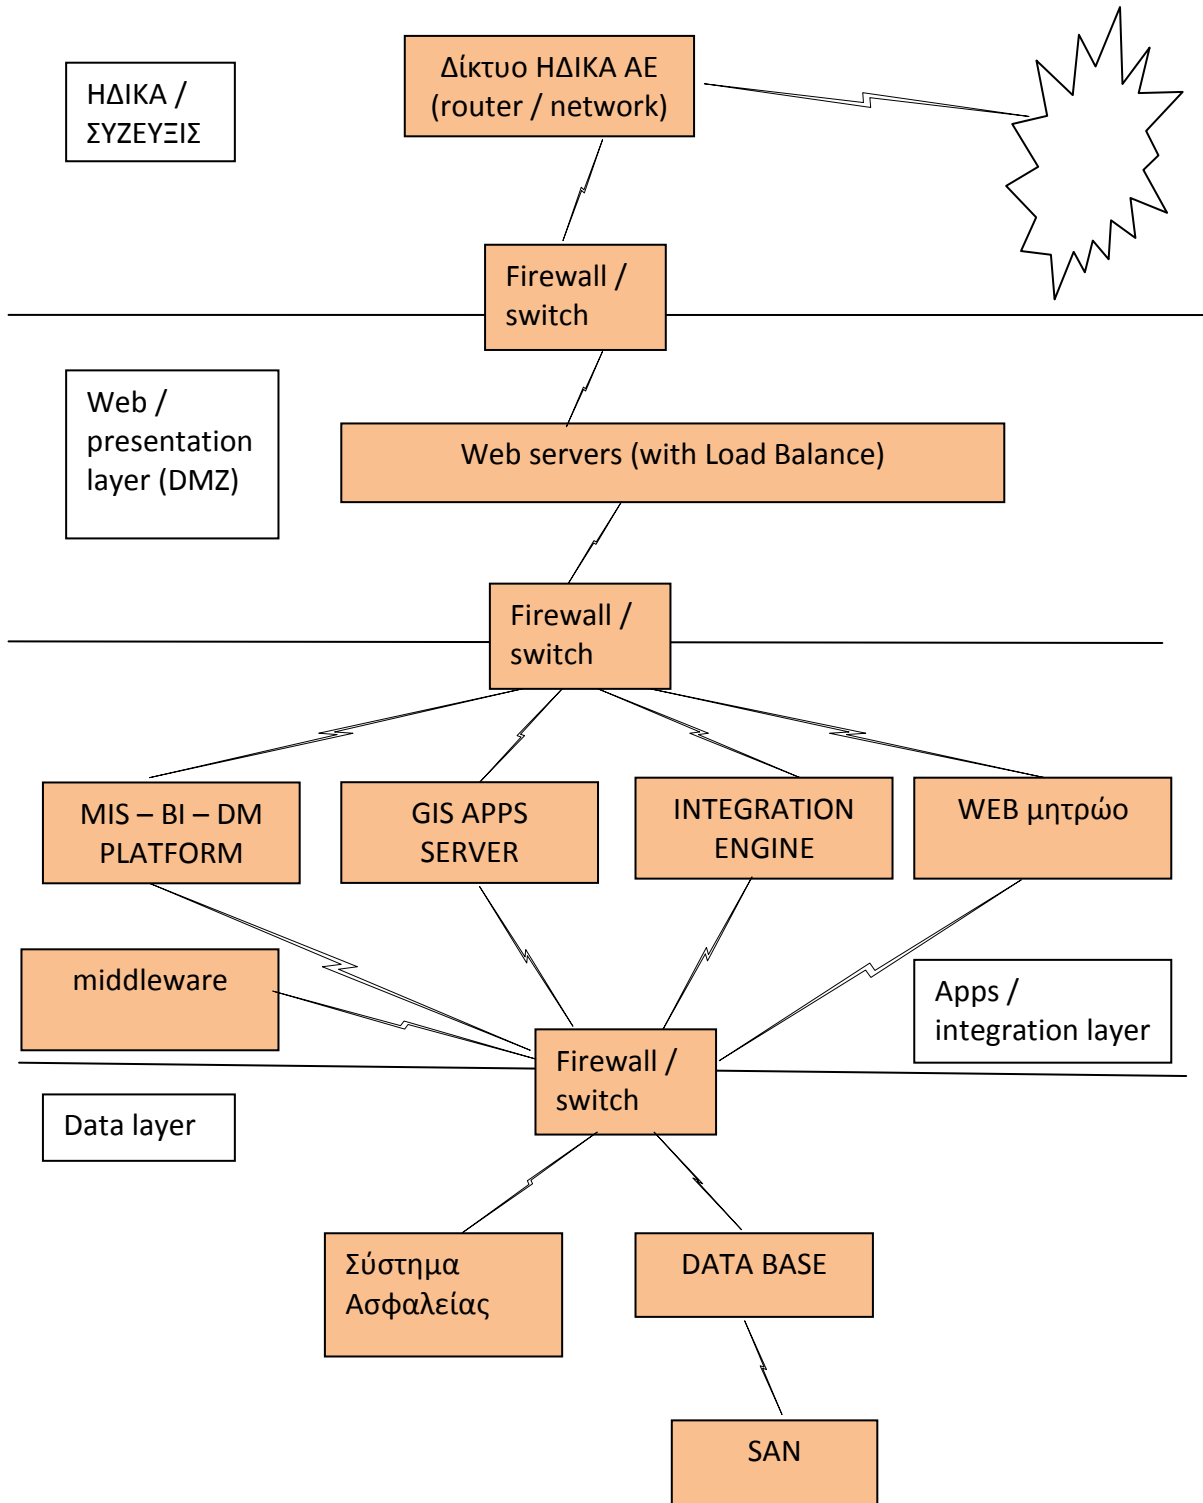 ΗΔΙΚΑ /
ΣΥΖΕΥΞΙΣ
Δίκτυο ΗΔΙΚΑ ΑΕ
(router / network)
Firewall /
switch
Web /
presentation
layer (DMZ)
Web servers (with Load Balance)
Firewall /
switch
MIS – BI – DM
PLATFORM
GIS APPS
SERVER
INTEGRATION
ENGINE
WEB μητρώο
middleware
Apps /
integration layer
Firewall /
switch
Data layer
Σύστημα
Ασφαλείας
DATA BASE
SAN